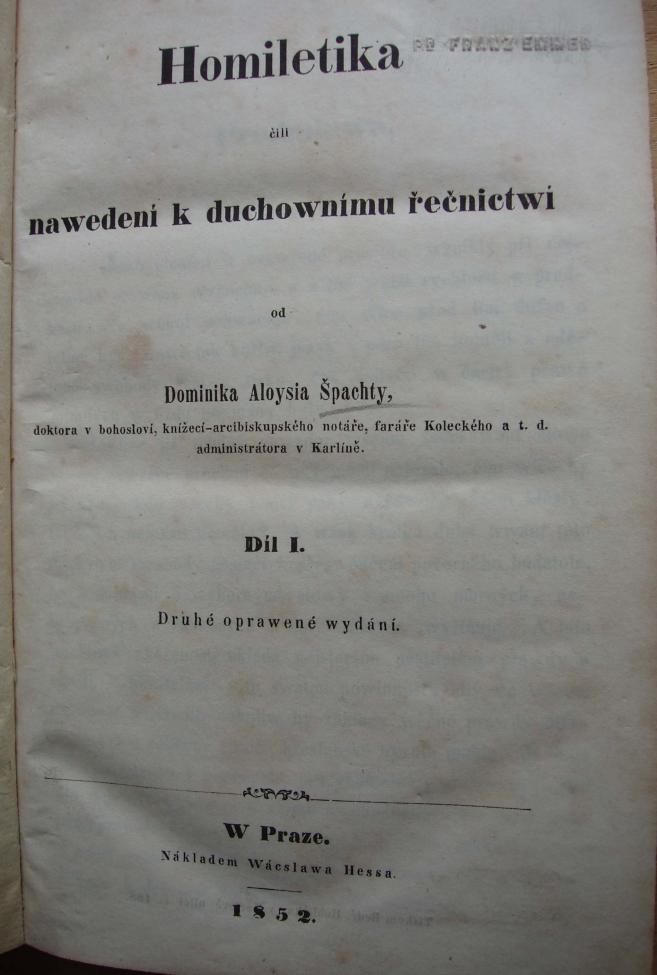 Homiletika
čili
nawedení k duchownímu řečnictwí
od
Dominika Aloysia Špachty,
doktora v bohosloví, knížecí-arcibiskupského notáře, faráře Koleckého a t. d.
administrátora v Karlíně.
Díl I.
Druhé oprawené wydání.
W Praze.
Nákladem Wácslawa Hessa.
1852.